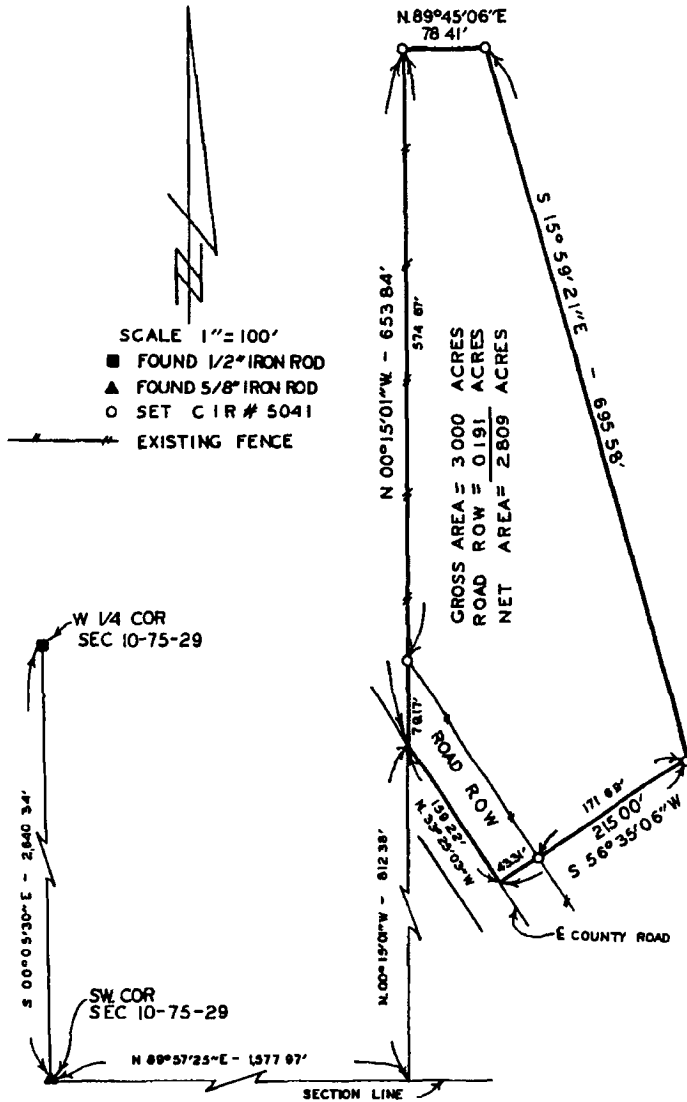 N.89°45'06"E
78 41'
S 15°59'21"E - 695 58'
N 00°15'01"W - 653 84'
574 67'
GROSS AREA = 3 000 ACRES
ROAD ROW = 0 191 ACRES
NET AREA = 2.809 ACRES
SCALE 1"=100'
FOUND 1/2" IRON ROD
FOUND 5/8" IRON ROD
SET C I R # 5041
EXISTING FENCE
W 1/4 COR
SEC 10-75-29
79.17'
ROAD ROW
159 22'
N. 33°25'03"W
171 69'
215 00'
S 56°35'06"W
43.31'
E COUNTY ROAD
S 00°05'30"E - 2,640 34'
N.00°15'01"W - 812 38'
SW. COR
SEC 10-75-29
N 89°57'25"E - 1,577 97'
SECTION LINE